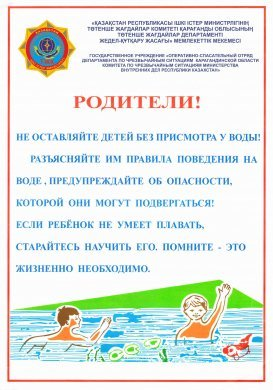 «ҚАЗАҚСТАН РЕСПУБЛИКАСЫ ІШКІ ІСТЕР МИНИСТРЛІГІНІҢ
ТӨТЕНШЕ ЖАҒДАЙЛАР КОМИТЕТІ ҚАРАҒАНДЫ ОБЛЫСЫНЫҢ
ТӨТЕНШЕ ЖАҒДАЙЛАР ДЕПАРТАМЕНТІ
ЖЕДЕЛ-ҚҰТҚАРУ ЖАСАҒЫ» МЕМЛЕКЕТТІК МЕКЕМЕСІ
ГОСУДАРСТВЕННОЕ УЧРЕЖДЕНИЕ «ОПЕРАТИВНО-СПАСАТЕЛЬНЫЙ ОТРЯД
ДЕПАРТАМЕНТА ПО ЧРЕЗВЫЧАЙНЫМ СИТУАЦИЯМ КАРАГАНДИНСКОЙ ОБЛАСТИ
КОМИТЕТА ПО ЧРЕЗВЫЧАЙНЫМ СИТУАЦИЯМ МИНИСТЕРСТВА
ВНУТРЕННИХ ДЕЛ РЕСПУБЛИКИ КАЗАХСТАН»
РОДИТЕЛИ!
НЕ ОСТАВЛЯЙТЕ ДЕТЕЙ БЕЗ ПРИСМОТРА У ВОДЫ!
РАЗЪЯСНЯЙТЕ ИМ ПРАВИЛА ПОВЕДЕНИЯ НА
ВОДЕ , ПРЕДУПРЕЖДАЙТЕ ОБ ОПАСНОСТИ,
КОТОРОЙ ОНИ МОГУТ ПОДВЕРГАТЬСЯ!
ЕСЛИ РЕБЁНОК НЕ УМЕЕТ ПЛАВАТЬ,
СТАРАЙТЕСЬ НАУЧИТЬ ЕГО. ПОМНИТЕ - ЭТО
ЖИЗНЕННО НЕОБХОДИМО.